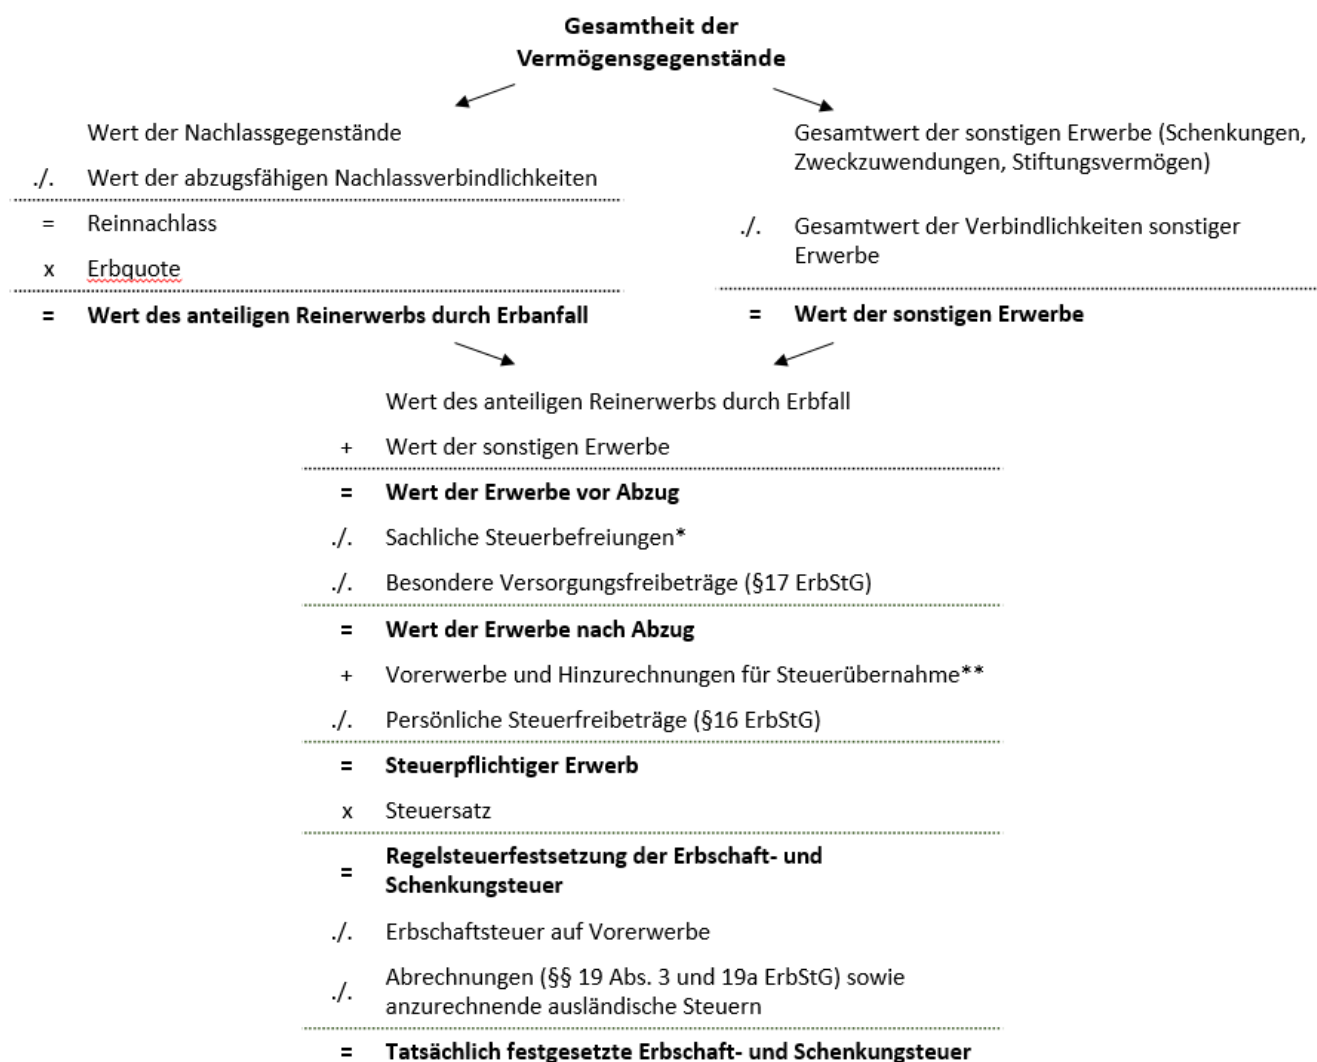 Gesamtheit der
Vermögensgegenstände
Wert der Nachlassgegenstände
./. Wert der abzugsfähigen Nachlassverbindlichkeiten
= Reinnachlass
x Erbquote
= Wert des anteiligen Reinerwerbs durch Erbanfall
Gesamtwert der sonstigen Erwerbe (Schenkungen,
Zweckzuwendungen, Stiftungsvermögen)
./. Gesamtwert der Verbindlichkeiten sonstiger
Erwerbe
= Wert der sonstigen Erwerbe
Wert des anteiligen Reinerwerbs durch Erbfall
+ Wert der sonstigen Erwerbe
= Wert der Erwerbe vor Abzug
./. Sachliche Steuerbefreiungen*
./. Besondere Versorgungsfreibeträge (§17 ErbStG)
= Wert der Erwerbe nach Abzug
+ Vorerwerbe und Hinzurechnungen für Steuerübernahme**
./. Persönliche Steuerfreibeträge (§16 ErbStG)
= Steuerpflichtiger Erwerb
x Steuersatz
= Regelsteuerfestsetzung der Erbschaft- und
Schenkungsteuer
./. Erbschaftsteuer auf Vorerwerbe
./. Abrechnungen (§§ 19 Abs. 3 und 19a ErbStG) sowie
anzurechnende ausländische Steuern
= Tatsächlich festgesetzte Erbschaft- und Schenkungsteuer